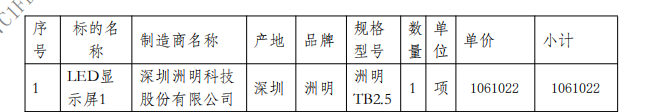 序号 标的名称 制造商名称 产地 品牌 规格型号 数量 单位 单价 小计
1 LED显示屏1 深圳洲明科技股份有限公司 深圳 洲明 洲明TB2.5 1 项 1061022 1061022